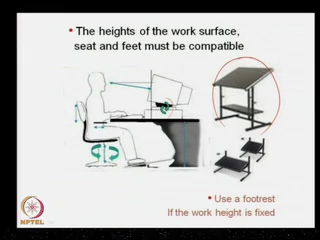 • The heights of the work surface,
seat and feet must be compatible
• Use a footrest
If the work height is fixed
NPTEL